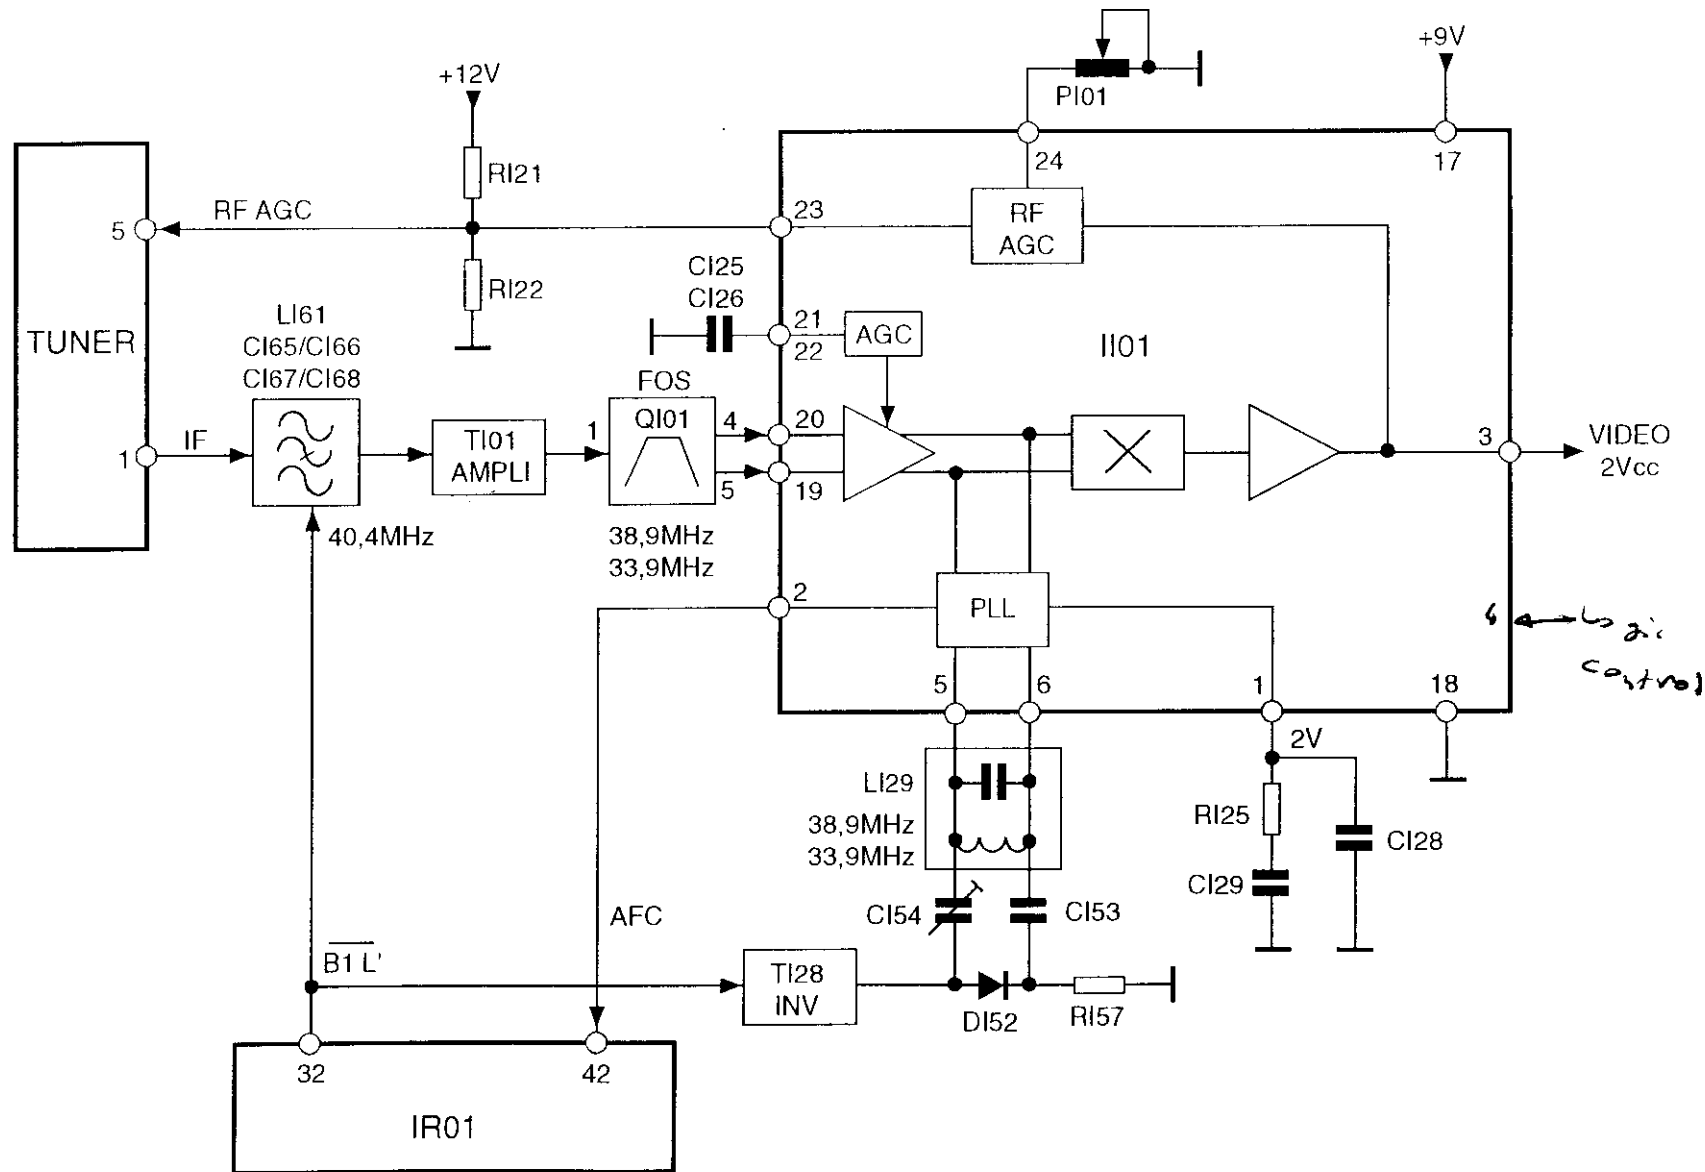 +12V
+9V
PI01
24
17
RI21
RF AGC
5
23
RF
AGC
CI25
CI26
RI22
LI61
CI65/CI66
CI67/CI68
TUNER
21
22
AGC
II01
FOS
QI01
1
IF
TI01
AMPLI
1
4
5
20
19
3
VIDEO
2Vcc
40,4MHz
38,9MHz
33,9MHz
2
PLL
control
5
6
1
18
2V
LI29
38,9MHz
33,9MHz
RI25
CI28
CI29
CI54
CI53
AFC
B1 L'
TI28
INV
DI52
RI57
32
42
IR01